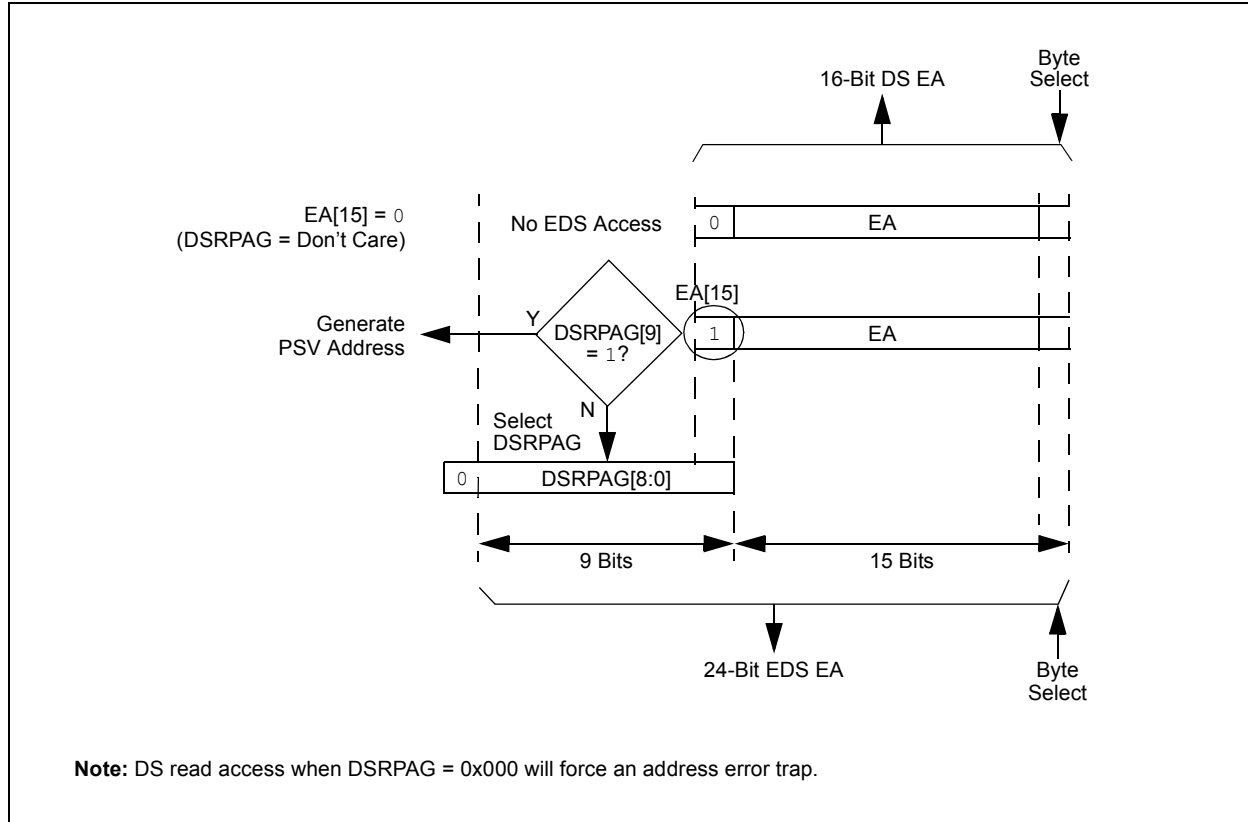 16-Bit DS EA
Byte
Select
EA[15] = 0
(DSRPAG = Don't Care)
No EDS Access
0
EA
EA[15]
Generate
PSV Address
Y
DSRPAG[9]
= 1?
1
EA
N
Select
DSRPAG
0
DSRPAG[8:0]
9 Bits
15 Bits
24-Bit EDS EA
Byte
Select
Note: DS read access when DSRPAG = 0x000 will force an address error trap.